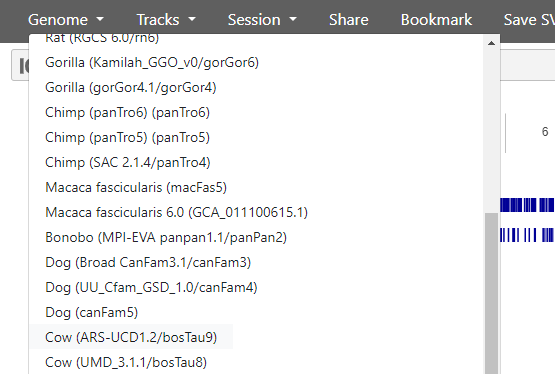 Genome Tracks Session Share Bookmark Save SV
Rat (RGCS 6.0/rn6)
Gorilla (Kamilah_GGO_v0/gorGor6)
Gorilla (gorGor4.1/gorGor4)
Chimp (panTro6) (panTro6)
6
Chimp (panTro5) (panTro5)
Chimp (SAC 2.1.4/panTro4)
Macaca fascicularis (macFas5)
Macaca fascicularis 6.0 (GCA_011100615.1)
Bonobo (MPI-EVA panpan1.1/panPan2)
Dog (Broad CanFam3.1/canFam3)
Dog (UU_Cfam_GSD_1.0/canFam4)
Dog (canFam5)
Cow (ARS-UCD1.2/bosTau9)
Cow (UMD_3.1.1/bosTau8)